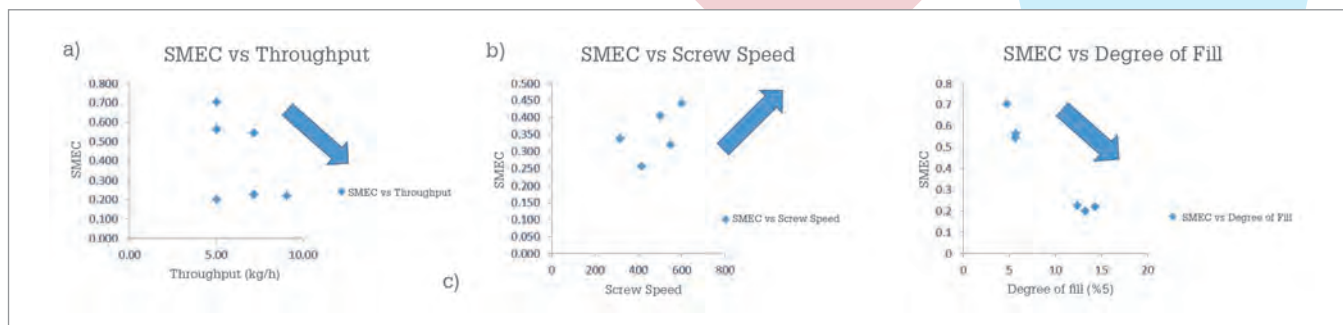 a)
SMEC vs Throughput
0.800
0.700
0.600
0.500
0.400
0.300
0.200
0.100
0.000
SMEC
5.00
10.00
Throughput (kg/h)
SMEC vs Throughput
b)
SMEC vs Screw Speed
0.500
0.450
0.400
0.350
0.300
0.250
0.200
0.150
0.100
0.050
0.000
SMEC
0
200
400
600
800
Screw Speed
SMEC vs Screw Speed
c)
SMEC vs Degree of Fill
0.8
0.7
0.6
0.5
0.4
0.3
0.2
0.1
0
SMEC
0
5
10
15
20
Degree of fill (%5)
SMEC vs Degree of Fill